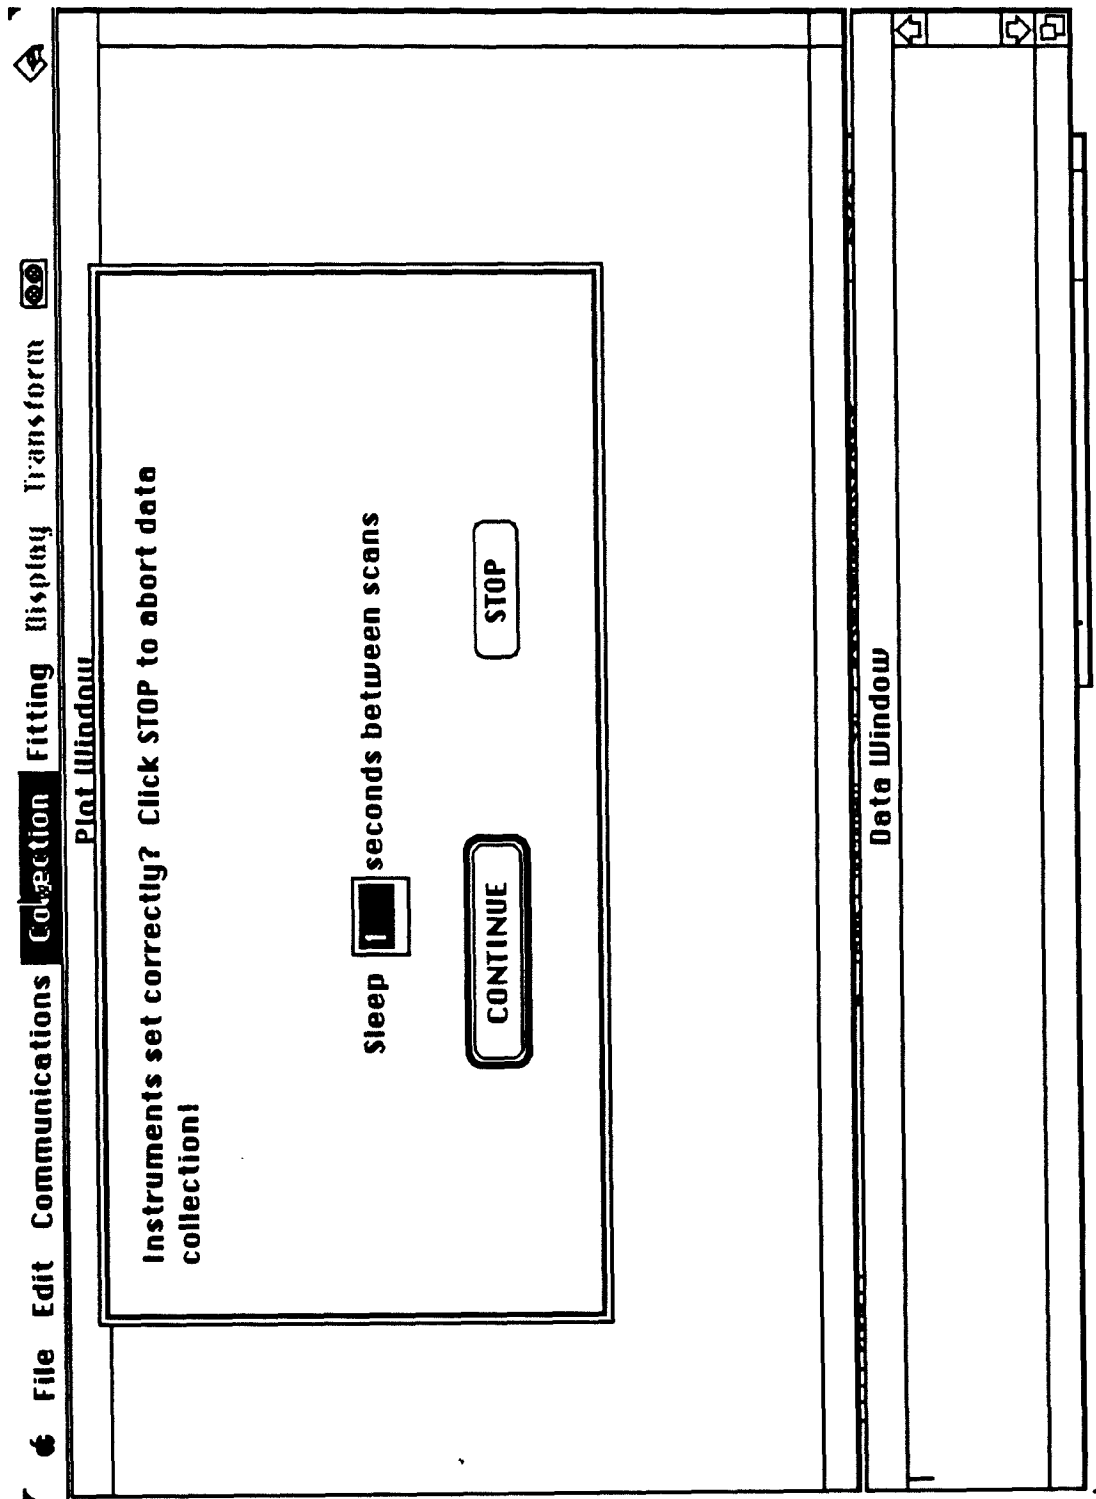 File Edit Communications Collection Fitting Display Transform
Plot Window
Instruments set correctly? Click STOP to abort data
collection!
Sleep 1 seconds between scans
CONTINUE STOP
Data Window